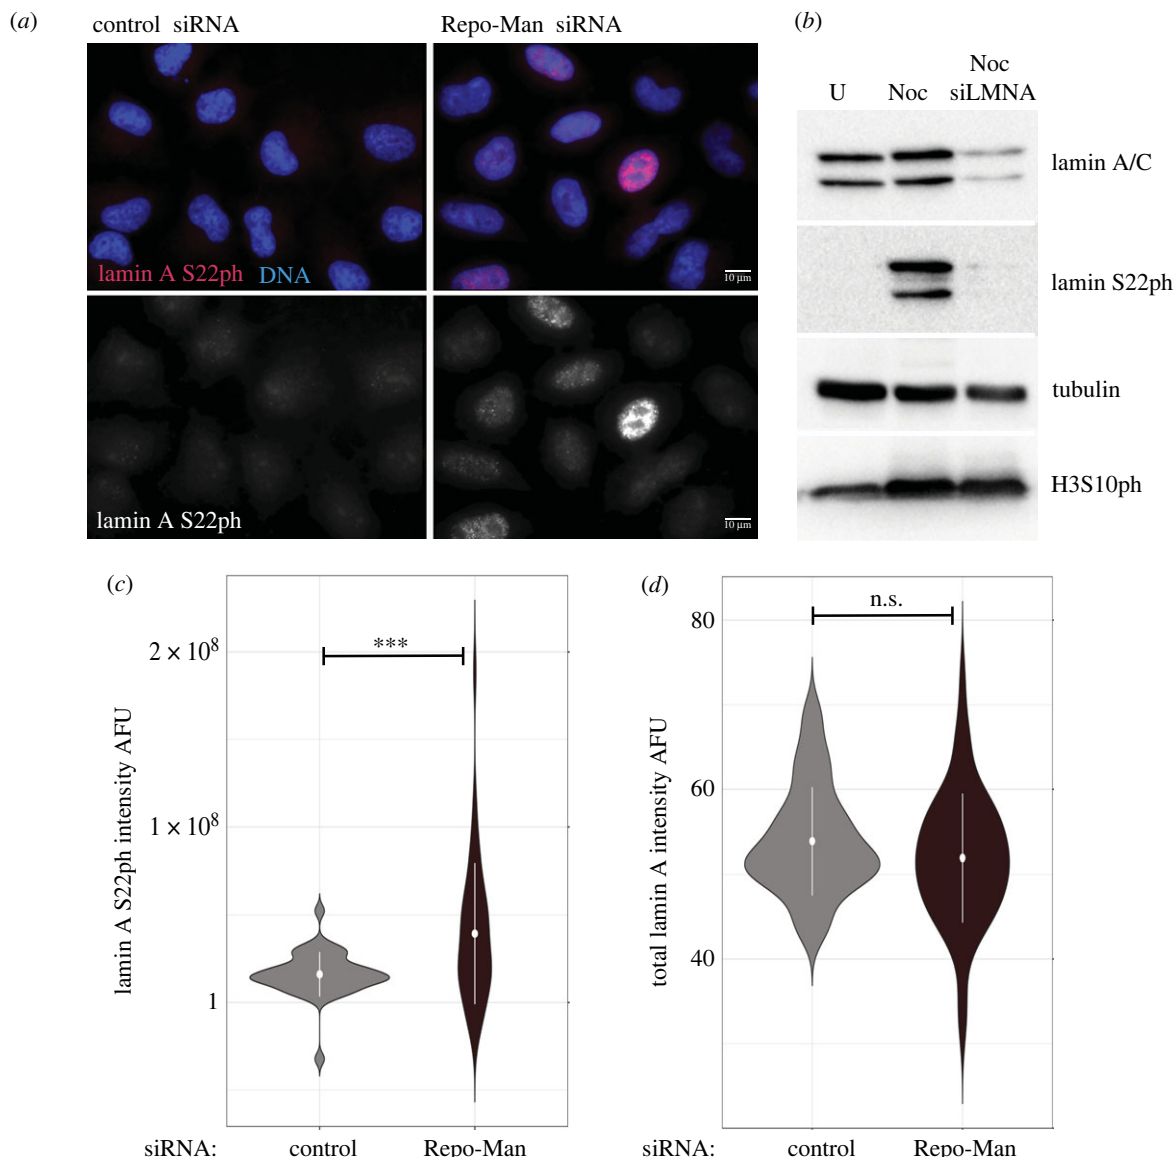 (a)
control siRNA
Repo-Man siRNA
lamin A S22ph DNA
10 µm
lamin A S22ph
10 µm
(b)
U Noc Noc siLMNA
lamin A/C
lamin S22ph
tubulin
H3S10ph
(c)
lamin A S22ph intensity AFU
2 × 10⁸
1 × 10⁸
1
***
siRNA: control Repo-Man
(d)
total lamin A intensity AFU
80
60
40
n.s.
siRNA: control Repo-Man